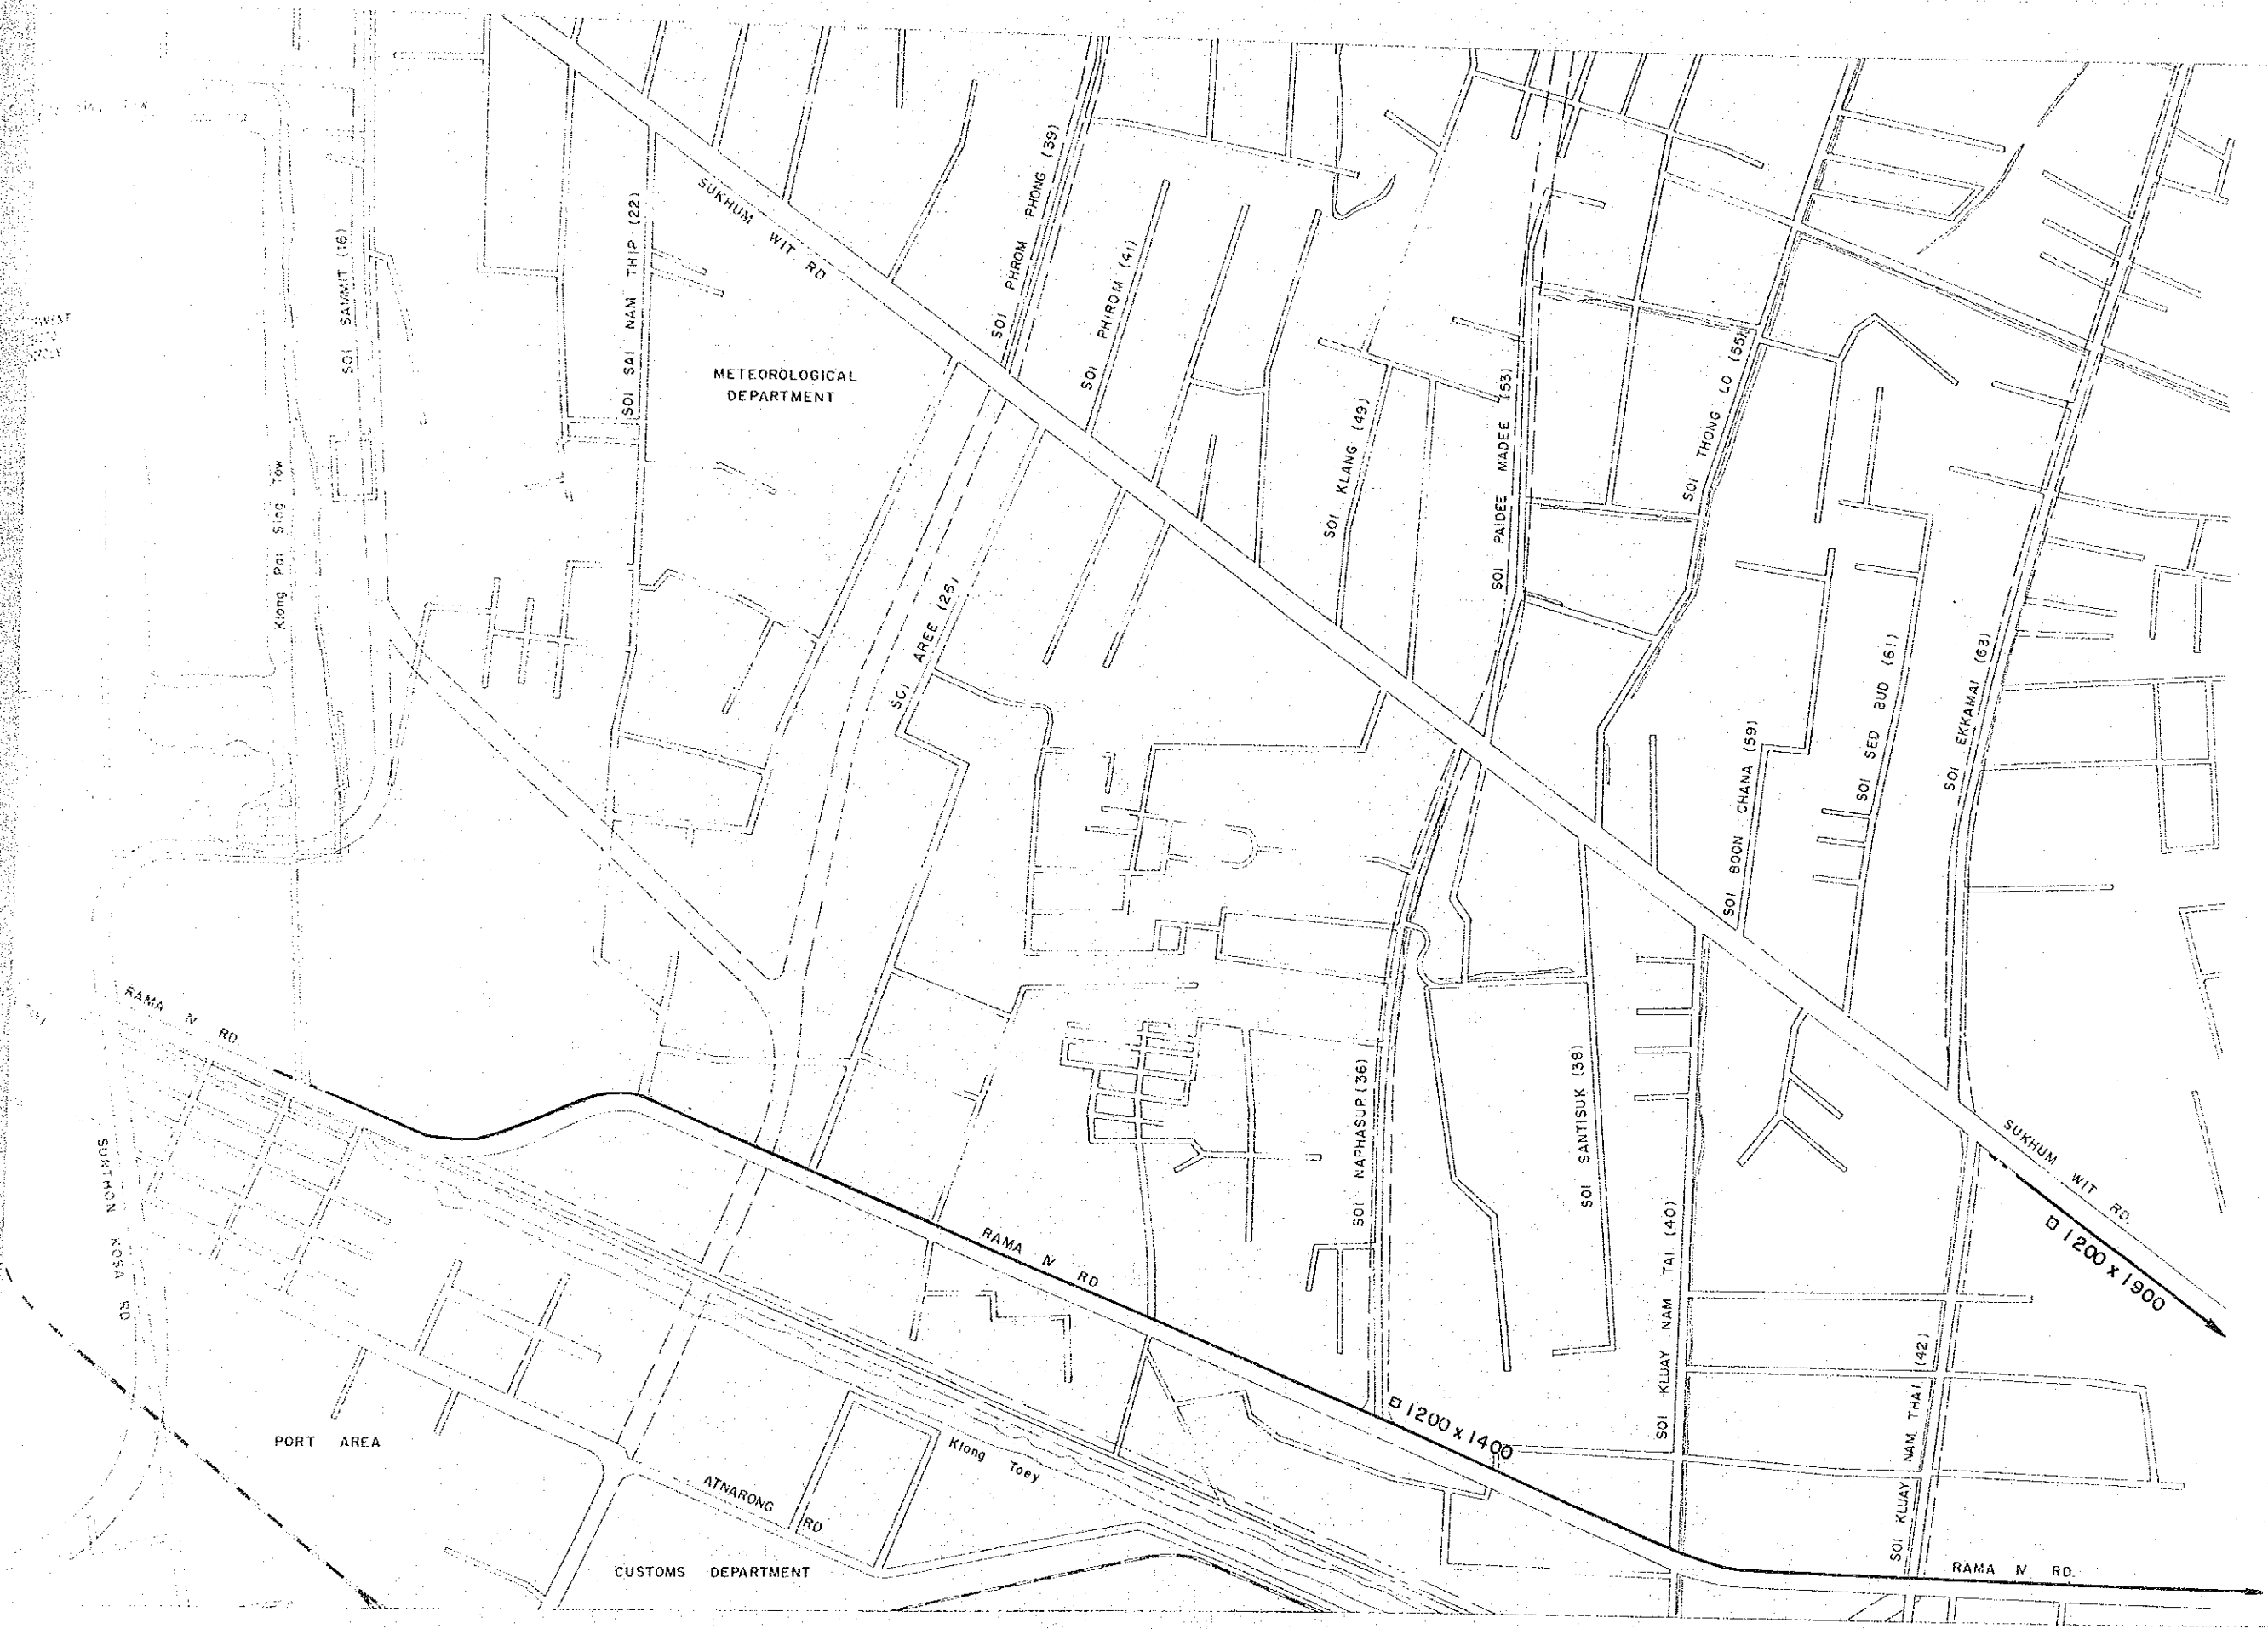 SOI SAMMIT (16)
Klong Pai Sing Tow
SOI SAI NAM THIP (22)
SUKHUM WIT RD
METEOROLOGICAL
DEPARTMENT
SOI PHROM PHONG (39)
SOI PHIROM (41)
SOI AREE (25)
SOI KLANG (49)
SOI PAIDEE MADEE (53)
SOI THONG LO (55)
SOI BOON CHANA (59)
SOI SED BUD (61)
SOI EKKAMAI (63)
RAMA IV RD.
SUNTHON KOSA RD
RAMA IV RD
SOI NAPHASUP (36)
SOI SANTISUK (38)
SOI KLUAY NAM TAI (40)
SOI KLUAY NAM THAI (42)
SUKHUM WIT RD.
1200 x 1900
1200 x 1400
PORT AREA
ATNARONG RD.
Klong Toey
CUSTOMS DEPARTMENT
RAMA IV RD.